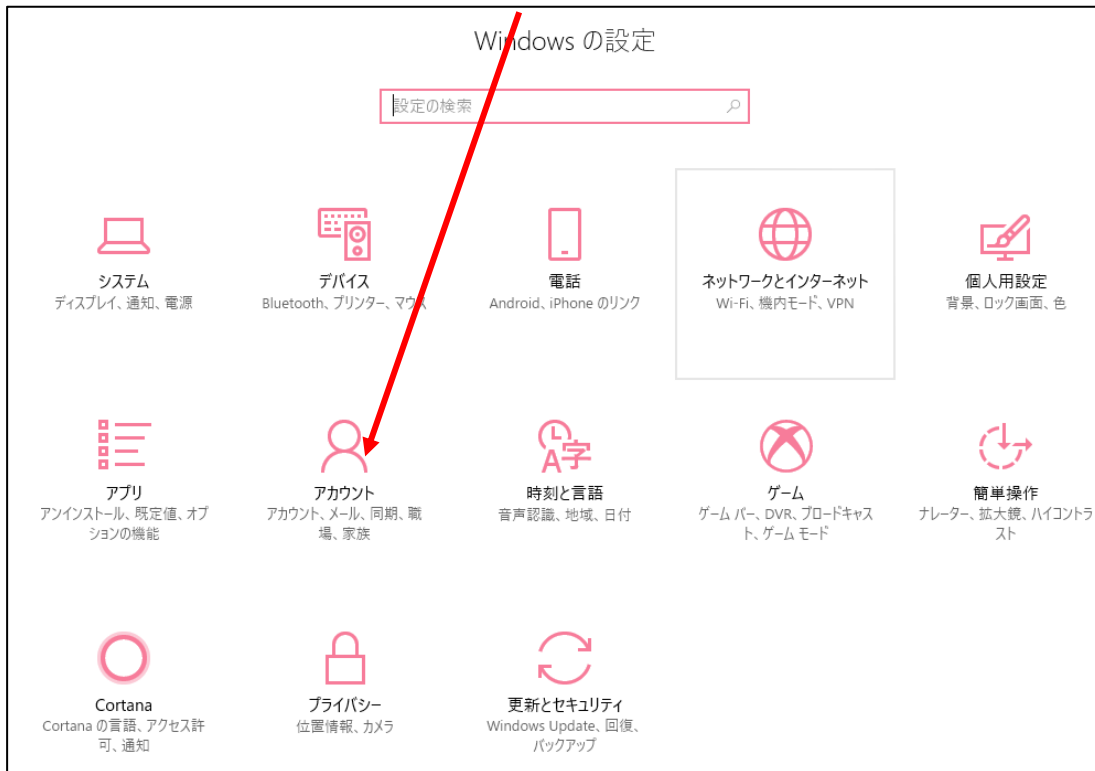 Windows の設定
設定の検索
システム
ディスプレイ、通知、電源
デバイス
Bluetooth、プリンター、マウス
電話
Android、iPhone のリンク
ネットワークとインターネット
Wi-Fi、機内モード、VPN
個人用設定
背景、ロック画面、色
アプリ
アンインストール、既定値、オプ
ションの機能
アカウント
アカウント、メール、同期、職
場、家族
時刻と言語
音声認識、地域、日付
ゲーム
ゲーム バー、DVR、ブロードキャス
ト、ゲーム モード
簡単操作
ナレーター、拡大鏡、ハイコントラ
スト
Cortana
Cortana の言語、アクセス許
可、通知
プライバシー
位置情報、カメラ
更新とセキュリティ
Windows Update、回復、
バックアップ